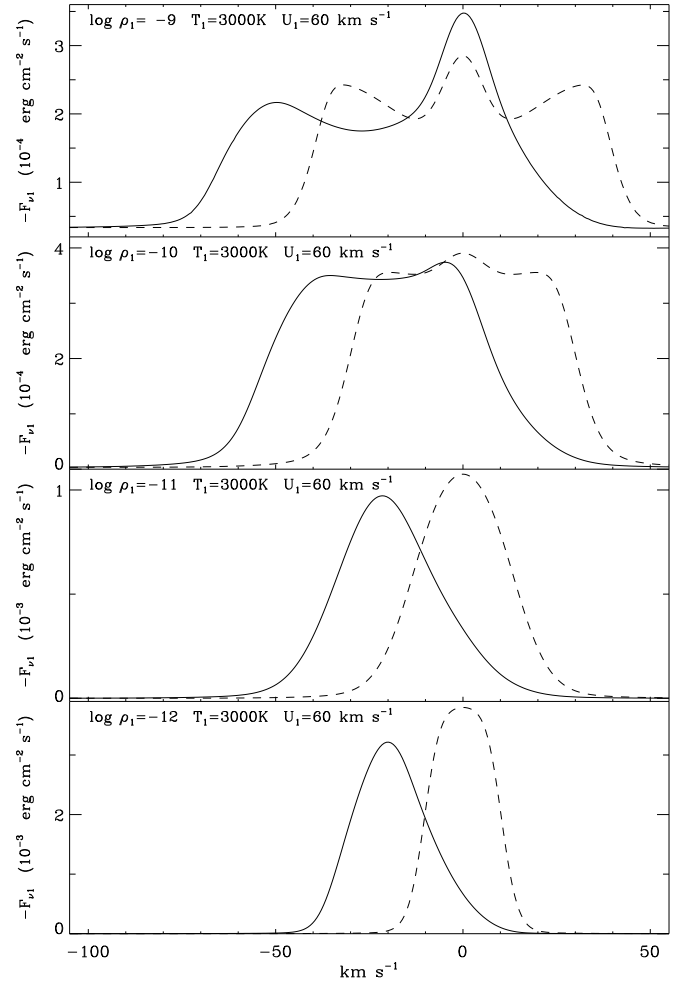 log ρ₁= −9 T₁=3000K U₁=60 km s⁻¹
3
2
1
−Fν1 (10⁻⁴ erg cm⁻² s⁻¹)
log ρ₁=−10 T₁=3000K U₁=60 km s⁻¹
4
2
0
−Fν1 (10⁻⁴ erg cm⁻² s⁻¹)
log ρ₁=−11 T₁=3000K U₁=60 km s⁻¹
1
0
−Fν1 (10⁻³ erg cm⁻² s⁻¹)
log ρ₁=−12 T₁=3000K U₁=60 km s⁻¹
2
0
−Fν1 (10⁻³ erg cm⁻² s⁻¹)
−100 −50 0 50
km s⁻¹